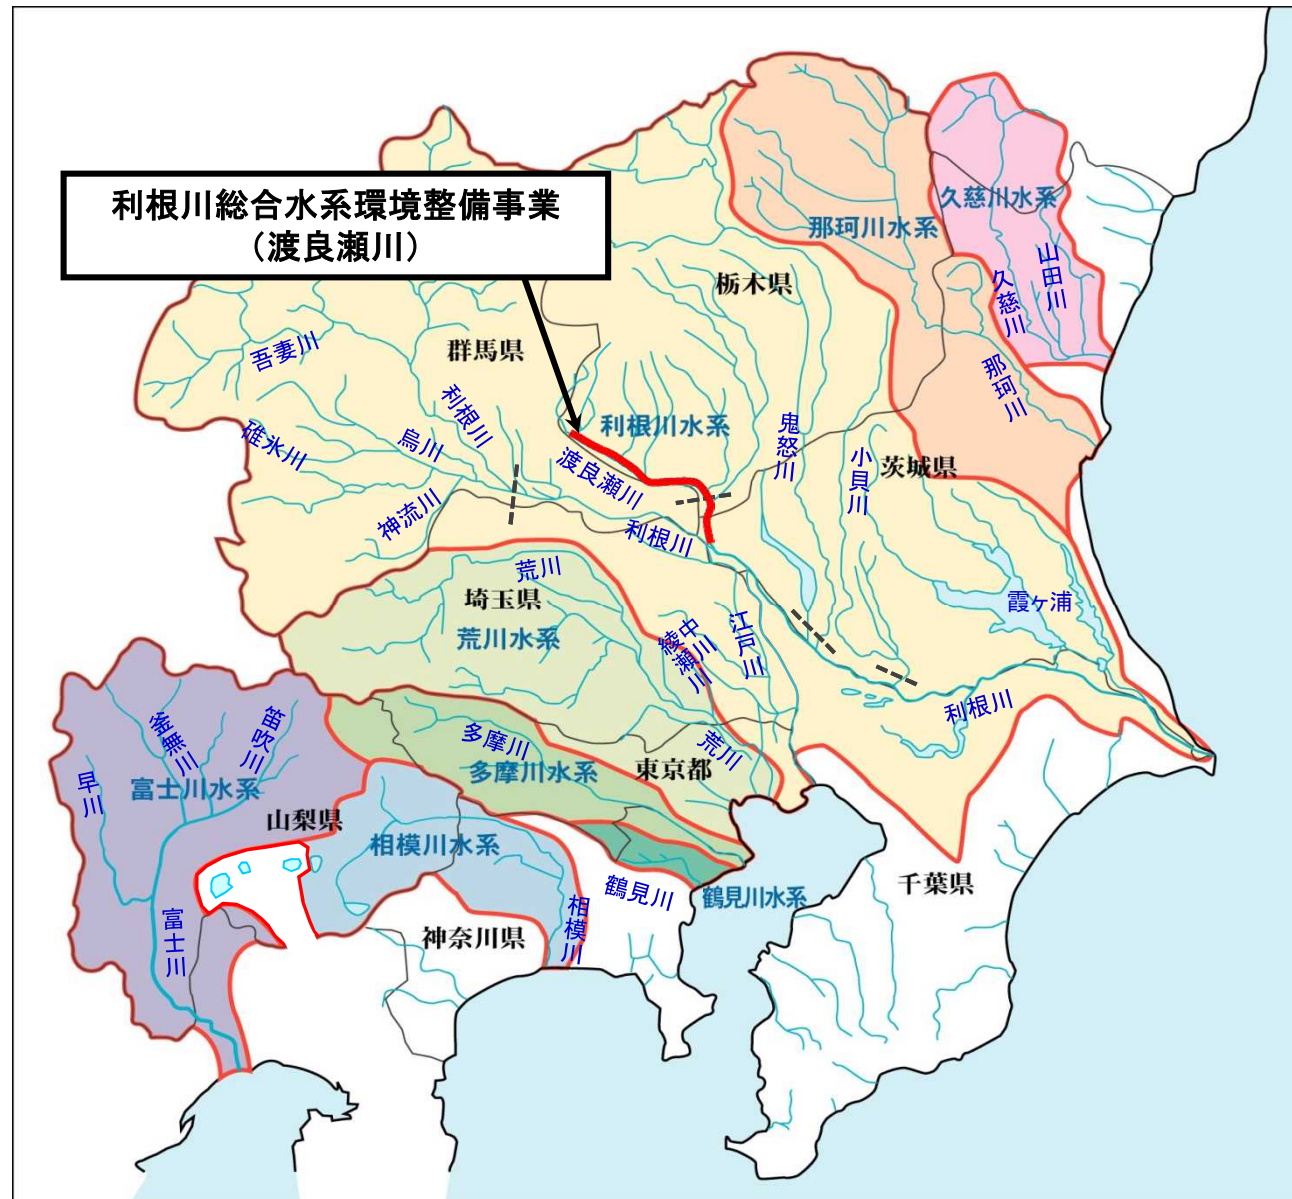 利根川総合水系環境整備事業
（渡良瀬川）
久慈川水系
那珂川水系
山田川
栃木県
久慈川
吾妻川
群馬県
那珂川
利根川
利根川水系
鬼怒川
碓氷川
烏川
渡良瀬川
小貝川
茨城県
神流川
利根川
荒川
埼玉県
霞ヶ浦
荒川水系
綾瀬川
中川
江戸川
利根川
釜無川
笛吹川
多摩川
荒川
早川
富士川水系
多摩川水系
東京都
山梨県
相模川水系
千葉県
鶴見川
鶴見川水系
富士川
相模川
神奈川県